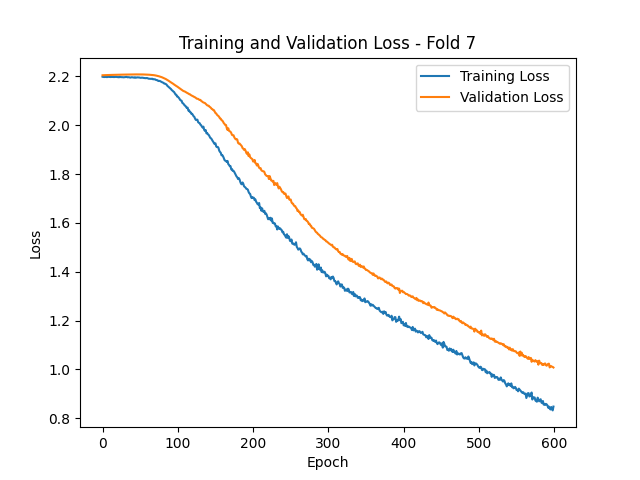 Training and Validation Loss - Fold 7
Training Loss
Validation Loss
Loss
2.2
2.0
1.8
1.6
1.4
1.2
1.0
0.8
0 100 200 300 400 500 600
Epoch